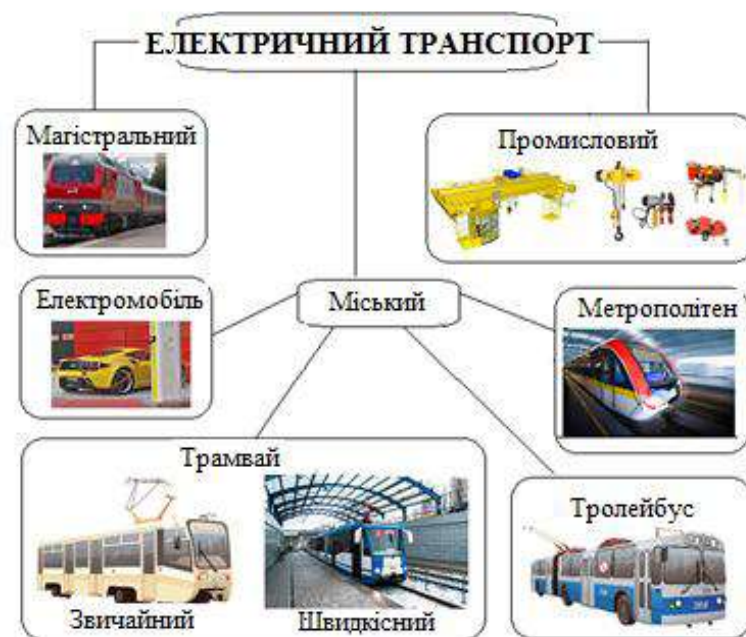 ЕЛЕКТРИЧНИЙ ТРАНСПОРТ
Магістральний
Промисловий
Електромобіль
Міський
Метрополітен
Трамвай
Звичайний
Швидкісний
Тролейбус